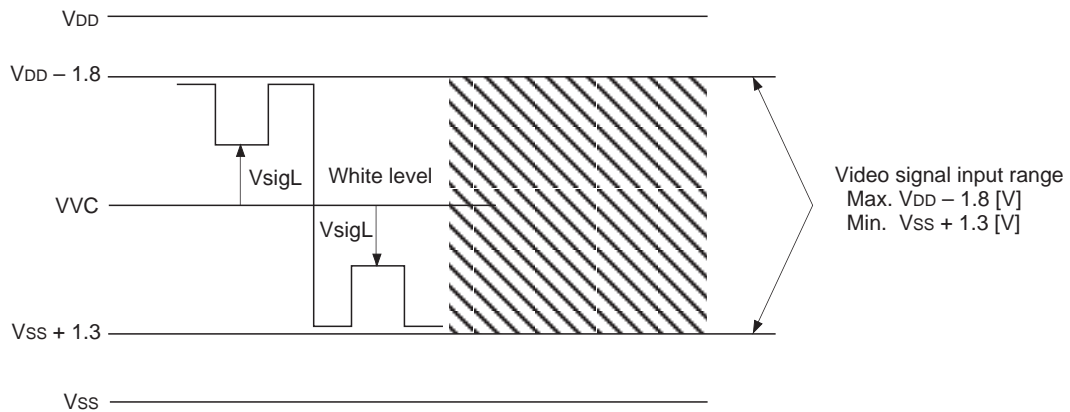 VDD
VDD – 1.8
VsigL
White level
VVC
VsigL
VSS + 1.3
VSS
Video signal input range
Max. VDD – 1.8 [V]
Min. VSS + 1.3 [V]